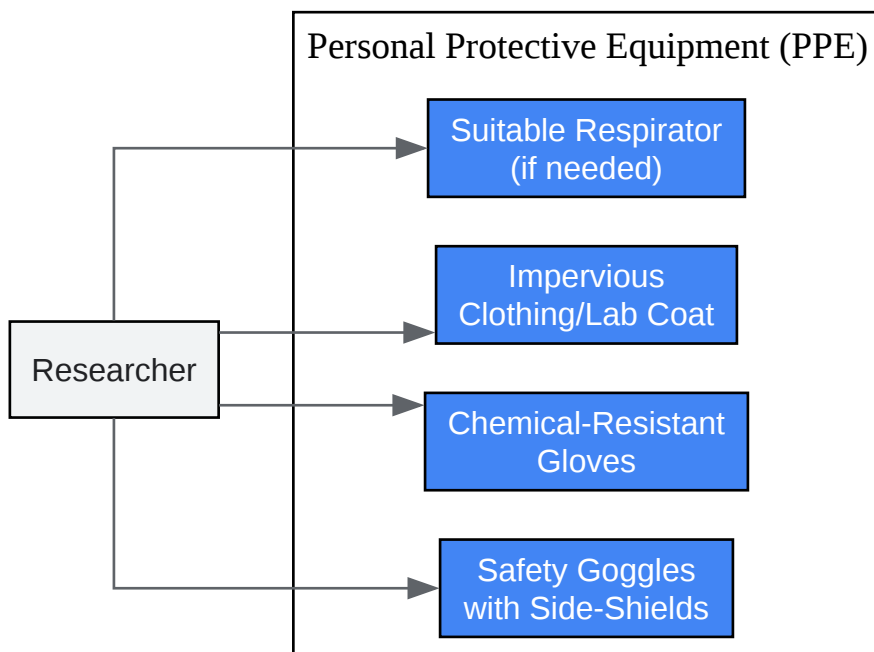 Personal Protective Equipment (PPE)
Suitable Respirator
(if needed)
Impervious
Clothing/Lab Coat
Researcher
Chemical-Resistant
Gloves
Safety Goggles
with Side-Shields